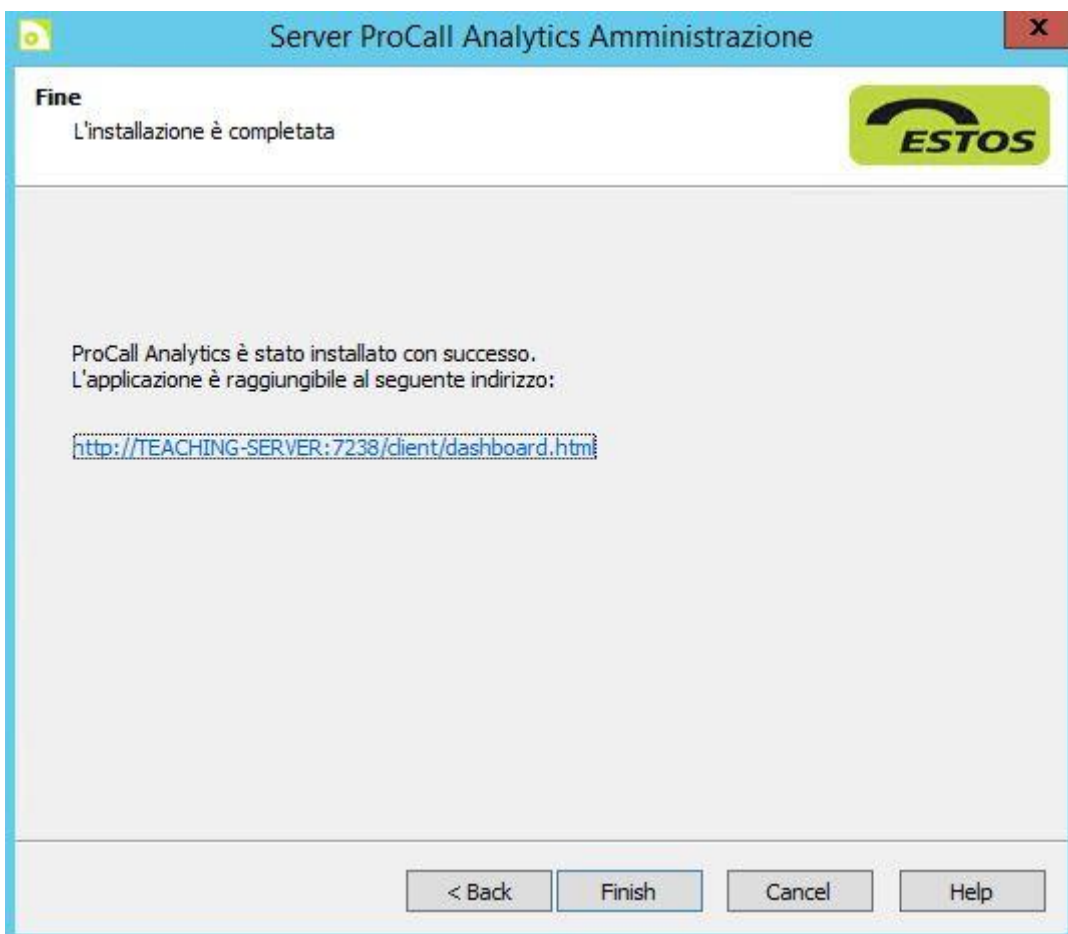 Server ProCall Analytics Amministrazione
x
Fine
L'installazione è completata
ESTOS
ProCall Analytics è stato installato con successo.
L'applicazione è raggiungibile al seguente indirizzo:
http://TEACHING-SERVER:7238/client/dashboard.html
< Back Finish Cancel Help